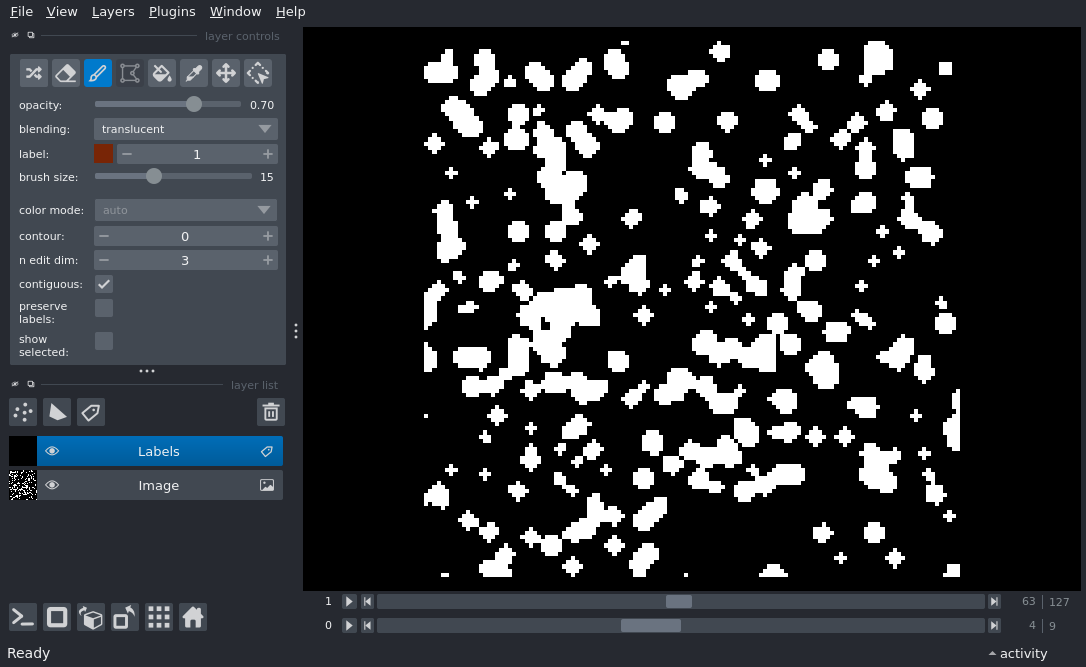 File View Layers Plugins Window Help
layer controls
opacity: 0.70
blending: translucent
label: 1
brush size: 15
color mode: auto
contour: 0
n edit dim: 3
contiguous:
preserve
labels:
show
selected:
layer list
Labels
Image
1 63 127
0 4 9
Ready activity